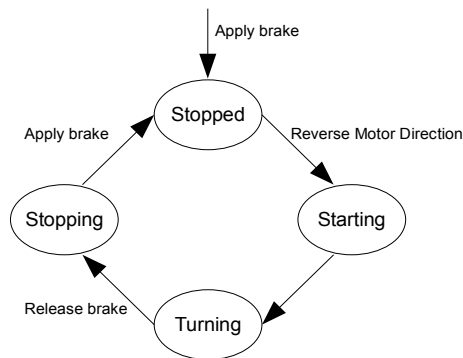 Apply brake
Stopped
Apply brake
Reverse Motor Direction
Stopping
Starting
Release brake
Turning